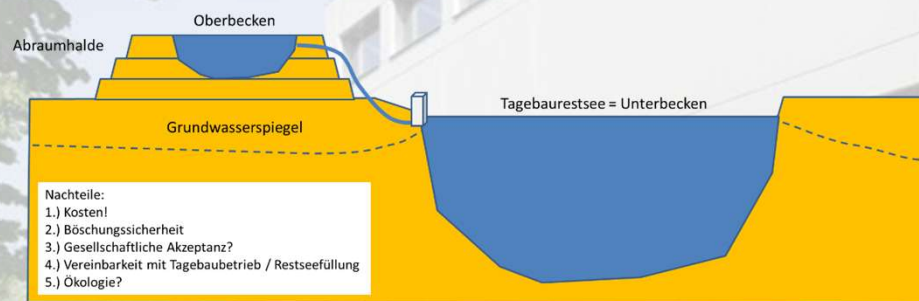 Oberbecken
Abraumhalde
Tagebaurestsee = Unterbecken
Grundwasserspiegel
Nachteile:
1.) Kosten!
2.) Böschungssicherheit
3.) Gesellschaftliche Akzeptanz?
4.) Vereinbarkeit mit Tagebaubetrieb / Restseefüllung
5.) Ökologie?